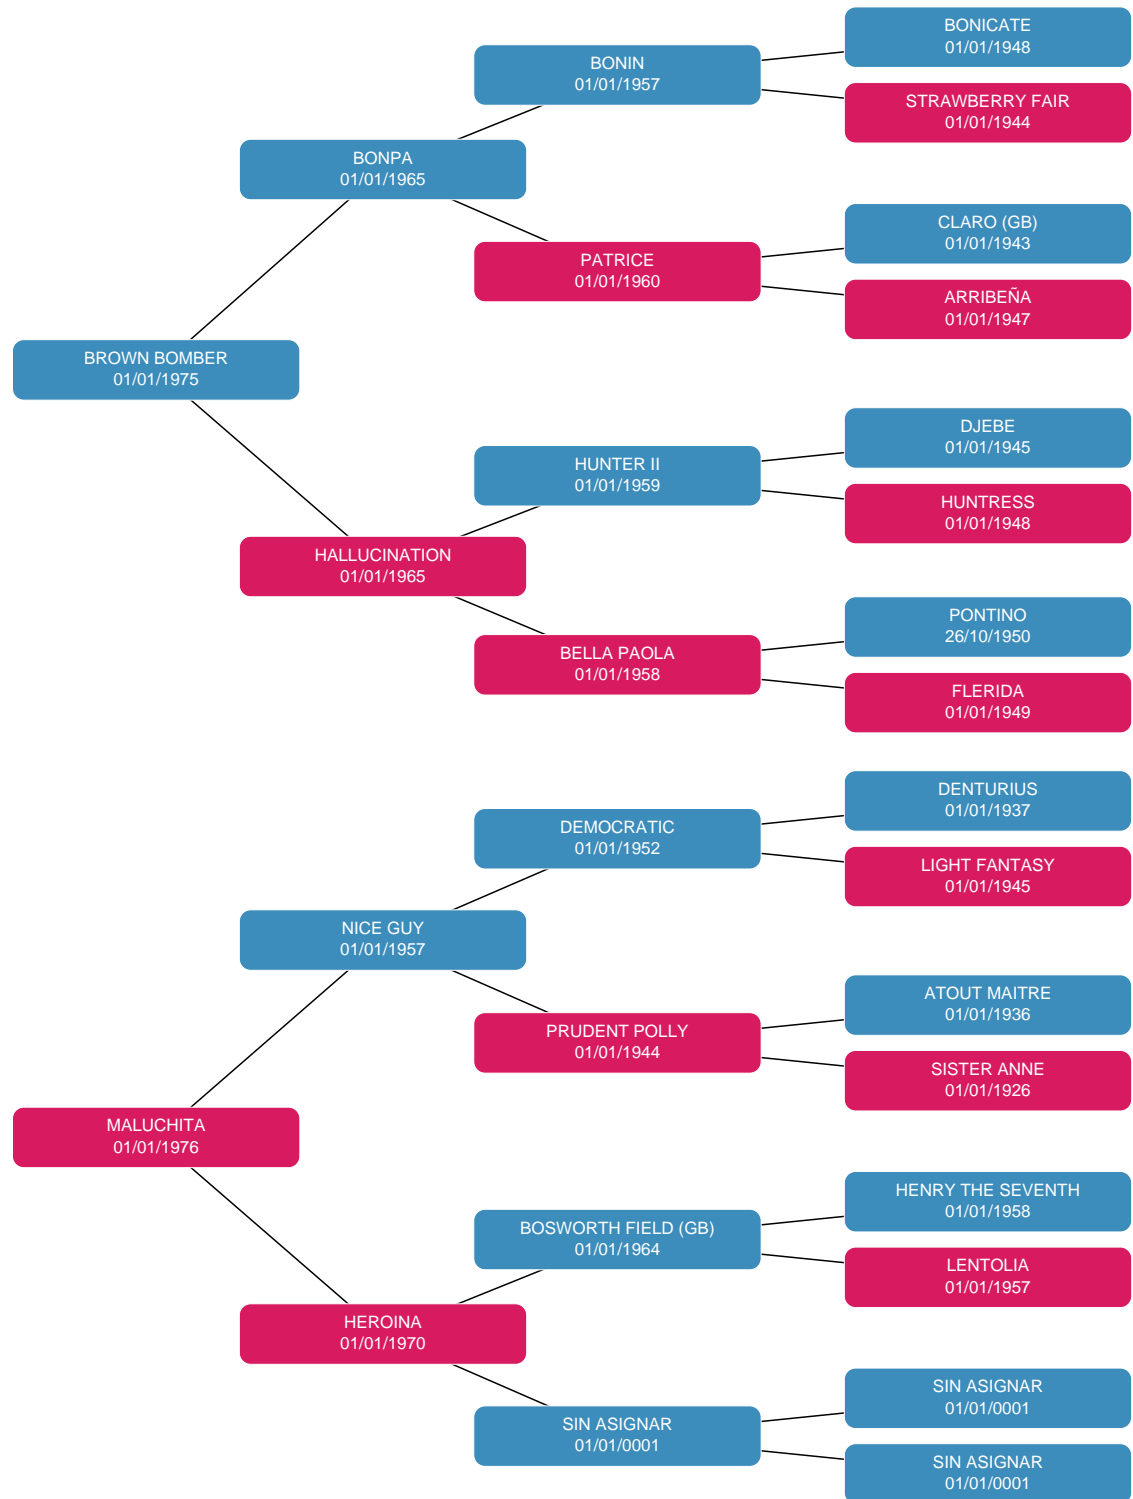 BONICATE
01/01/1948
BONIN
01/01/1957
STRAWBERRY FAIR
01/01/1944
BONPA
01/01/1965
CLARO (GB)
01/01/1943
PATRICE
01/01/1960
ARRIBEÑA
01/01/1947
BROWN BOMBER
01/01/1975
DJEBE
01/01/1945
HUNTER II
01/01/1959
HUNTRESS
01/01/1948
HALLUCINATION
01/01/1965
PONTINO
26/10/1950
BELLA PAOLA
01/01/1958
FLERIDA
01/01/1949
DENTURIUS
01/01/1937
DEMOCRATIC
01/01/1952
LIGHT FANTASY
01/01/1945
NICE GUY
01/01/1957
ATOUT MAITRE
01/01/1936
PRUDENT POLLY
01/01/1944
SISTER ANNE
01/01/1926
MALUCHITA
01/01/1976
HENRY THE SEVENTH
01/01/1958
BOSWORTH FIELD (GB)
01/01/1964
LENTOLIA
01/01/1957
HEROINA
01/01/1970
SIN ASIGNAR
01/01/0001
SIN ASIGNAR
01/01/0001
SIN ASIGNAR
01/01/0001